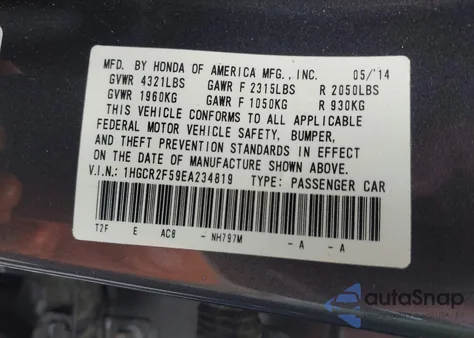 MFD. BY HONDA OF AMERICA MFG., INC. 05/'14
GVWR 4321LBS GAWR F 2315LBS R 2050LBS
GVWR 1960KG GAWR F 1050KG R 930KG
THIS VEHICLE CONFORMS TO ALL APPLICABLE
FEDERAL MOTOR VEHICLE SAFETY, BUMPER,
AND THEFT PREVENTION STANDARDS IN EFFECT
ON THE DATE OF MANUFACTURE SHOWN ABOVE.
V.I.N.: 1HGCR2F59EA234819 TYPE: PASSENGER CAR
T2F E AC8 - NH797M - A - A
autoSnap